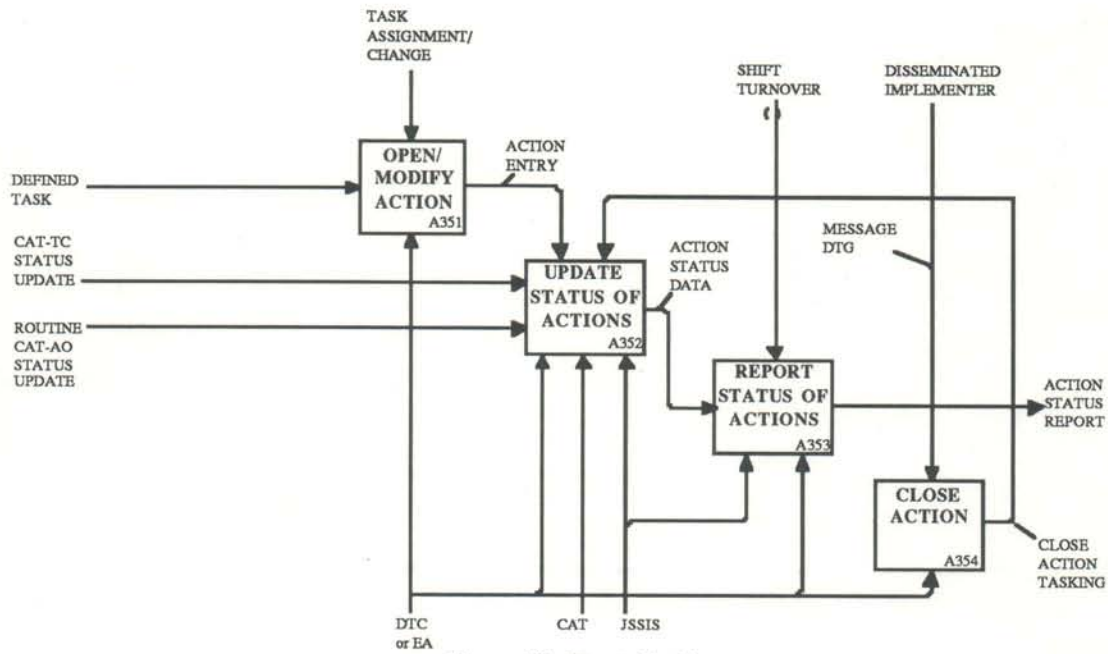 TASK
ASSIGNMENT/
CHANGE
SHIFT
TURNOVER
DISSEMINATED
IMPLEMENTER
OPEN/
MODIFY
ACTION
A351
ACTION
ENTRY
DEFINED
TASK
CAT-TC
STATUS
UPDATE
MESSAGE
DTG
UPDATE
STATUS OF
ACTIONS
A352
ACTION
STATUS
DATA
ROUTINE
CAT-AO
STATUS
UPDATE
REPORT
STATUS OF
ACTIONS
A353
ACTION
STATUS
REPORT
CLOSE
ACTION
A354
CLOSE
ACTION
TASKING
DTC
or EA
CAT
JSSIS